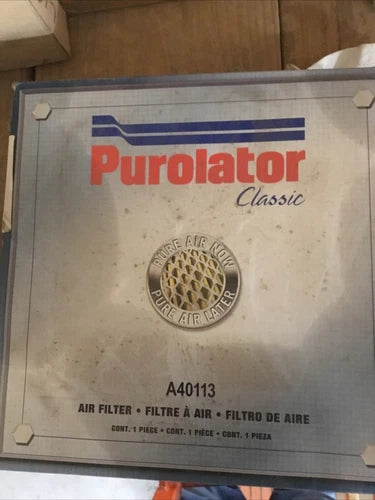 Purolator
Classic
PURE AIR NOW
PURE AIR LATER
A40113
AIR FILTER • FILTRE À AIR • FILTRO DE AIRE
CONT. 1 PIECE • CONT. 1 PIÈCE • CONT. 1 PIEZA